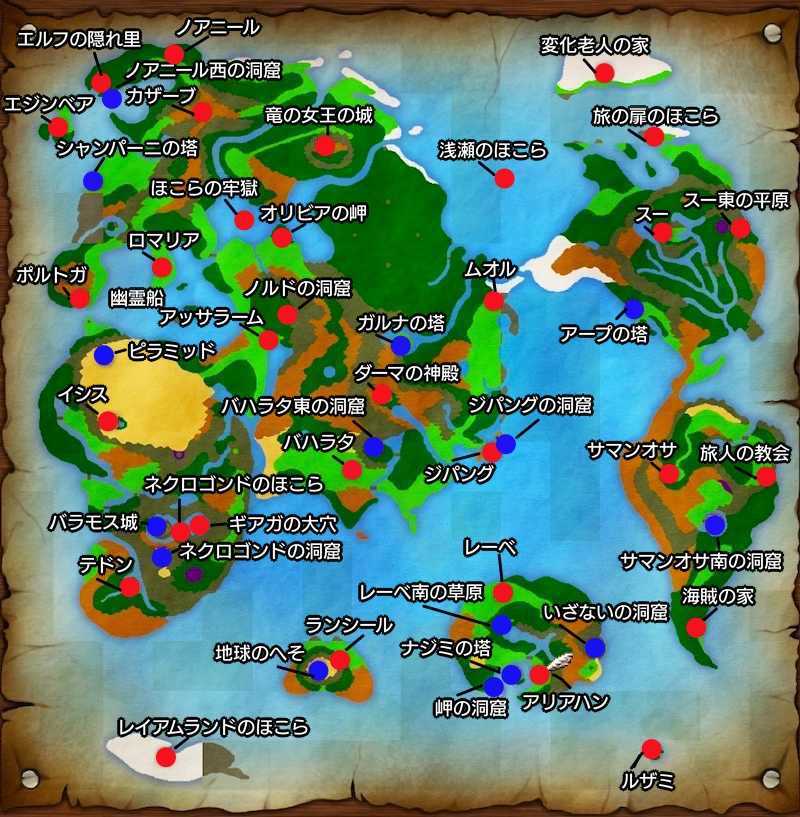 ノアニール
エルフの隠れ里
変化老人の家
ノアニール西の洞窟
エジンベア
カザーブ
竜の女王の城
旅の扉のほこら
シャンパーニの塔
浅瀬のほこら
ほこらの牢獄
スー東の平原
オリビアの岬
スー
ロマリア
ポルトガ
ムオル
ノルドの洞窟
幽霊船
アッサラーム
ガルナの塔
アープの塔
ピラミッド
ダーマの神殿
イシス
バハラタ東の洞窟
ジパングの洞窟
バハラタ
サマンオサ
旅人の教会
ジパング
ネクロゴンドのほこら
バラモス城
ギアガの大穴
レーベ
ネクロゴンドの洞窟
サマンオサ南の洞窟
テドン
レーベ南の草原
海賊の家
いざないの洞窟
ランシール
ナジミの塔
地球のへそ
アリアハン
岬の洞窟
レイアムランドのほこら
ルザミ